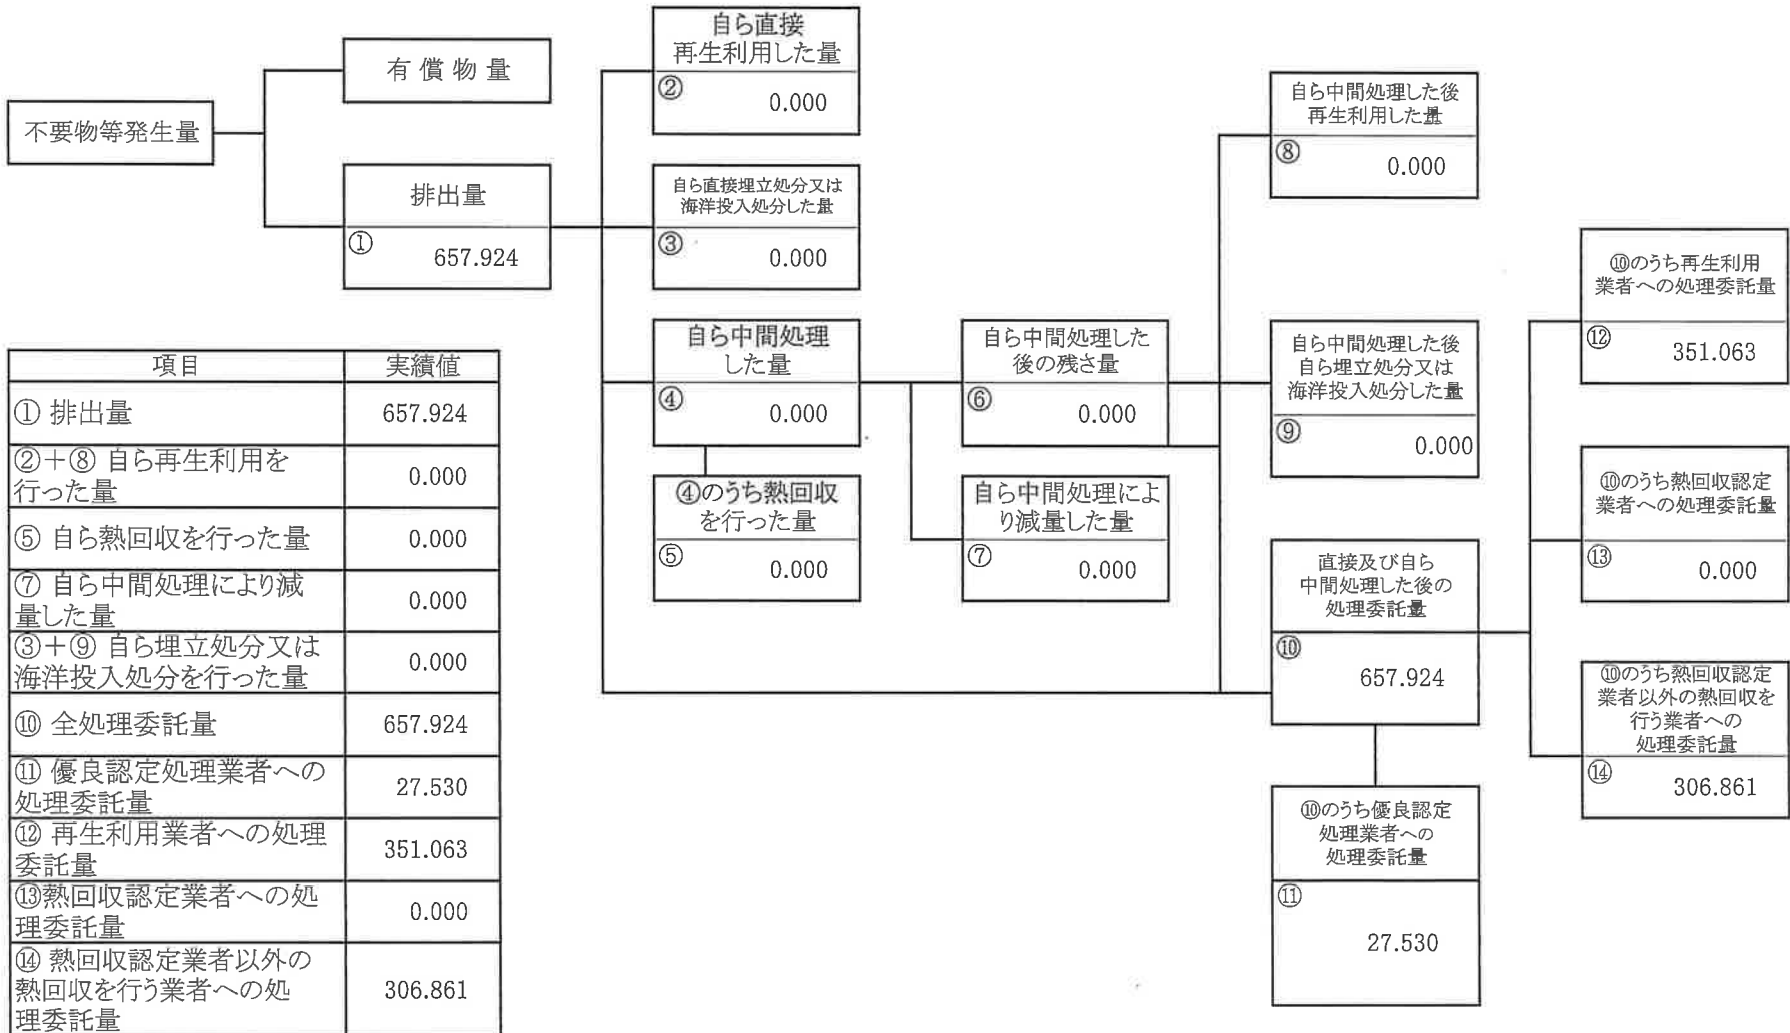 不要物等発生量
有償物量
排出量
①
657.924
自ら直接
再生利用した量
②
0.000
自ら直接埋立処分又は
海洋投入処分した量
③
0.000
自ら中間処理
した量
④
0.000
④のうち熱回収
を行った量
⑤
0.000
自ら中間処理した
後の残さ量
⑥
0.000
自ら中間処理によ
り減量した量
⑦
0.000
自ら中間処理した後
再生利用した量
⑧
0.000
自ら中間処理した後
自ら埋立処分又は
海洋投入処分した量
⑨
0.000
直接及び自ら
中間処理した後の
処理委託量
⑩
657.924
⑩のうち優良認定
処理業者への
処理委託量
⑪
27.530
⑩のうち再生利用
業者への処理委託量
⑫
351.063
⑩のうち熱回収認定
業者への処理委託量
⑬
0.000
⑩のうち熱回収認定
業者以外の熱回収を
行う業者への
処理委託量
⑭
306.861
項目 実績値
① 排出量 657.924
②+⑧ 自ら再生利用を
行った量 0.000
⑤ 自ら熱回収を行った量 0.000
⑦ 自ら中間処理により減
量した量 0.000
③+⑨ 自ら埋立処分又は
海洋投入処分を行った量 0.000
⑩ 全処理委託量 657.924
⑪ 優良認定処理業者への
処理委託量 27.530
⑫ 再生利用業者への処理
委託量 351.063
⑬熱回収認定業者への処
理委託量 0.000
⑭ 熱回収認定業者以外の
熱回収を行う業者への処
理委託量 306.861